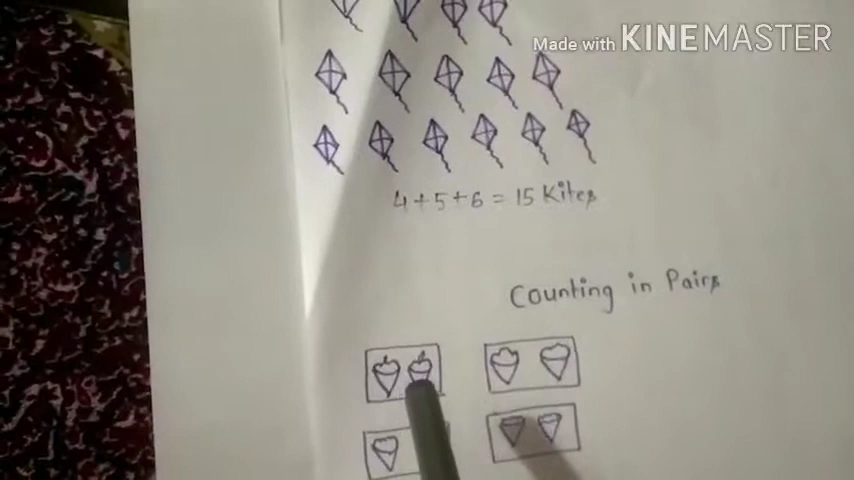 Made with KINEMASTER
4+5+6 = 15 Kites
Counting in Pairs